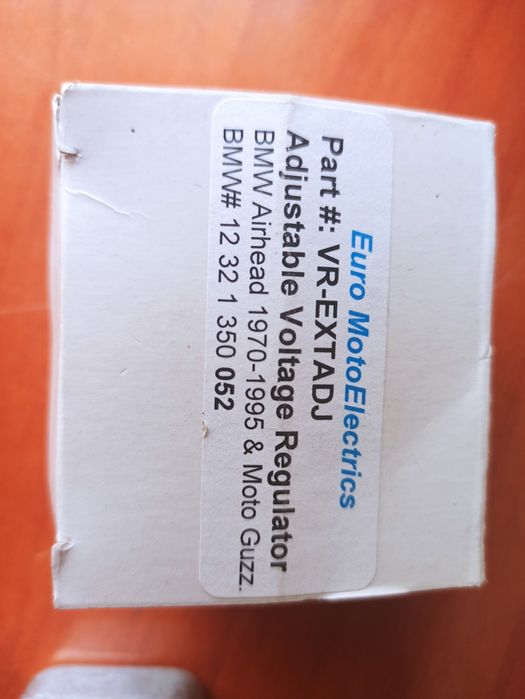 Euro MotoElectrics
Part #: VR-EXTADJ
Adjustable Voltage Regulator
BMW Airhead 1970-1995 & Moto Guzz.
BMW# 12 32 1 350 052